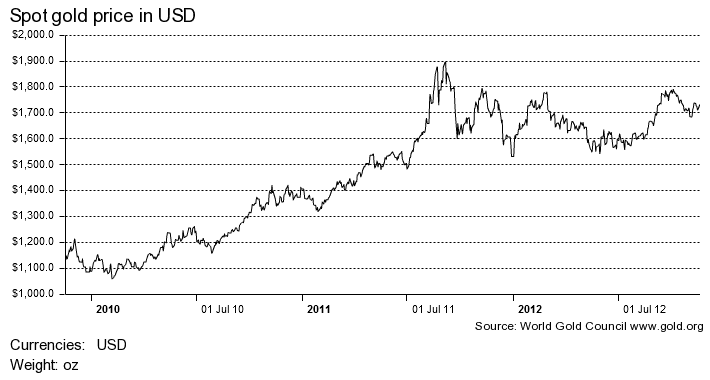 Spot gold price in USD
$2,000.0
$1,900.0
$1,800.0
$1,700.0
$1,600.0
$1,500.0
$1,400.0
$1,300.0
$1,200.0
$1,100.0
$1,000.0
2010 01 Jul 10 2011 01 Jul 11 2012 01 Jul 12
Source: World Gold Council www.gold.org
Currencies: USD
Weight: oz